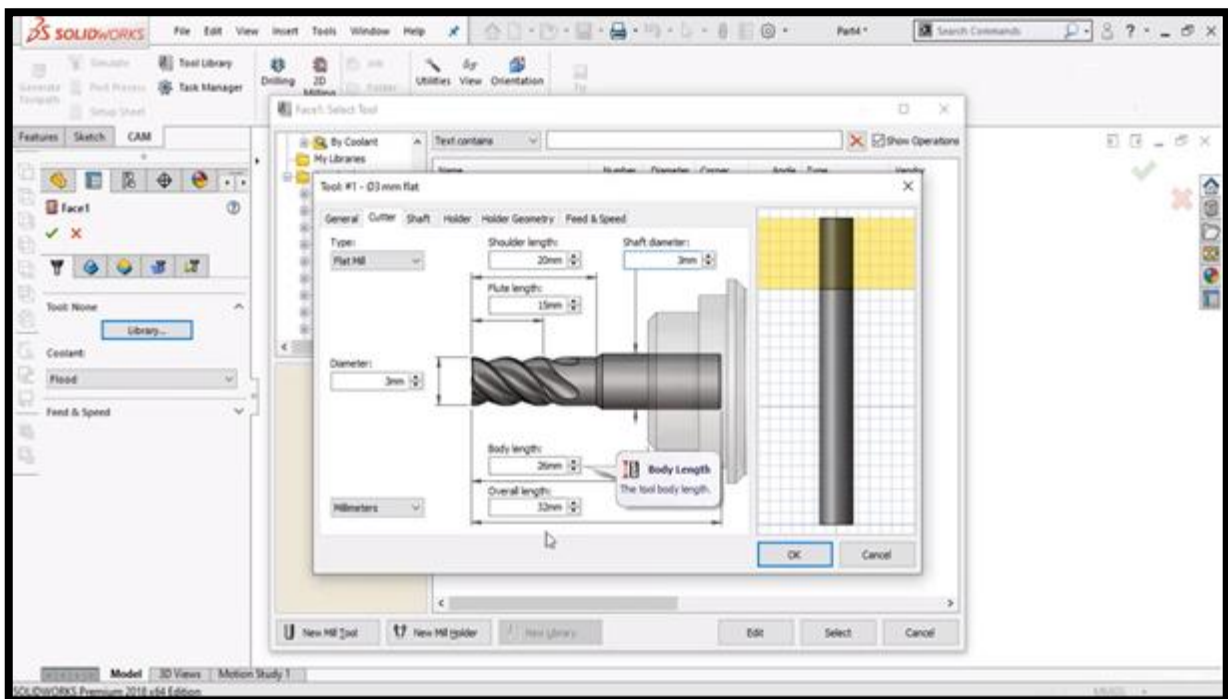 SOLIDWORKS File Edit View Insert Tools Window Help Part4 * Search Commands
Simulate Tool Library
Generate Toolpath Post Process Task Manager
Setup Sheet
Drilling 2D Milling Job Folder Utilities View Orientation
Features Sketch CAM
Face1: Select Tool
By Coolant
My Libraries
Text contains Show Operations
Name Number Diameter Corner Angle Type Vendor
Face1
Tool: None
Library...
Coolant:
Flood
Feed & Speed
Tool: #1 - Ø3 mm flat
General Cutter Shaft Holder Holder Geometry Feed & Speed
Type:
Flat Mill
Shoulder length:
20mm
Shaft diameter:
3mm
Flute length:
15mm
Diameter:
3mm
Body length:
26mm
Body Length
The tool body length.
Overall length:
32mm
Millimeters
OK Cancel
New Mill Tool New Mill Holder New Library Edit Select Cancel
Model 3D Views Motion Study 1
SOLIDWORKS Premium 2018 x64 Edition